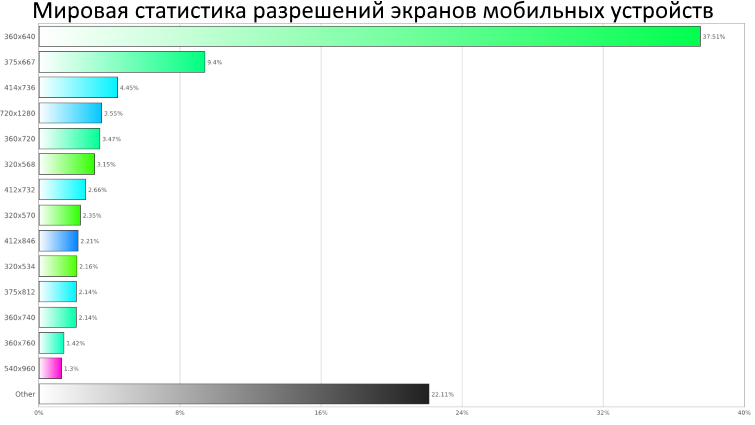 Мировая статистика разрешений экранов мобильных устройств
360x640 37.51%
375x667 9.4%
414x736 4.45%
720x1280 3.55%
360x720 3.47%
320x568 3.15%
412x732 2.66%
320x570 2.35%
412x846 2.21%
320x534 2.16%
375x812 2.14%
360x740 2.14%
360x760 1.42%
540x960 1.3%
Other 22.11%
0% 8% 16% 24% 32% 40%